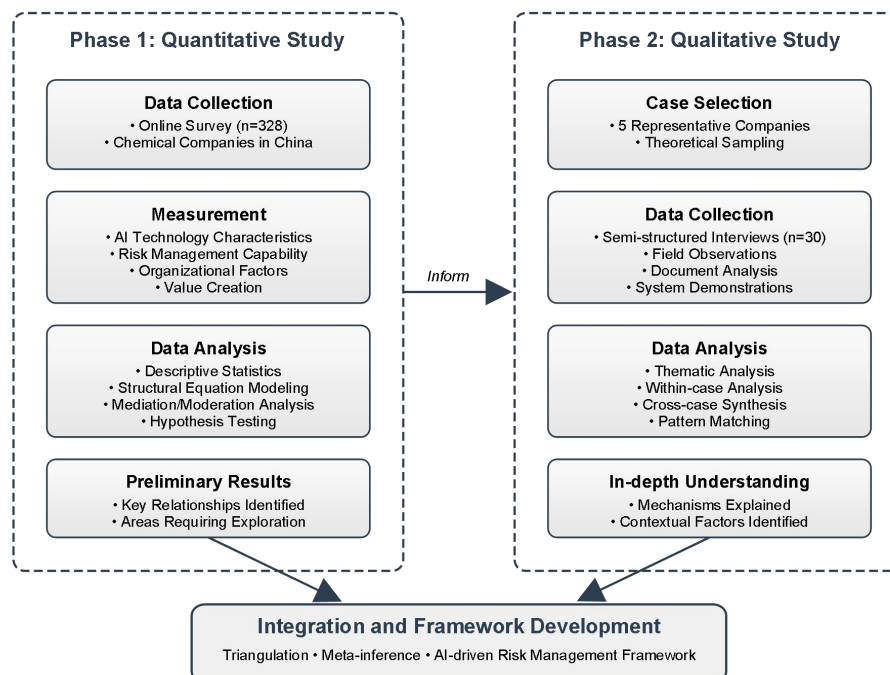 Phase 1: Quantitative Study
Data Collection
• Online Survey (n=328)
• Chemical Companies in China
Measurement
• AI Technology Characteristics
• Risk Management Capability
• Organizational Factors
• Value Creation
Data Analysis
• Descriptive Statistics
• Structural Equation Modeling
• Mediation/Moderation Analysis
• Hypothesis Testing
Preliminary Results
• Key Relationships Identified
• Areas Requiring Exploration
Inform
Phase 2: Qualitative Study
Case Selection
• 5 Representative Companies
• Theoretical Sampling
Data Collection
• Semi-structured Interviews (n=30)
• Field Observations
• Document Analysis
• System Demonstrations
Data Analysis
• Thematic Analysis
• Within-case Analysis
• Cross-case Synthesis
• Pattern Matching
In-depth Understanding
• Mechanisms Explained
• Contextual Factors Identified
Integration and Framework Development
Triangulation • Meta-inference • AI-driven Risk Management Framework